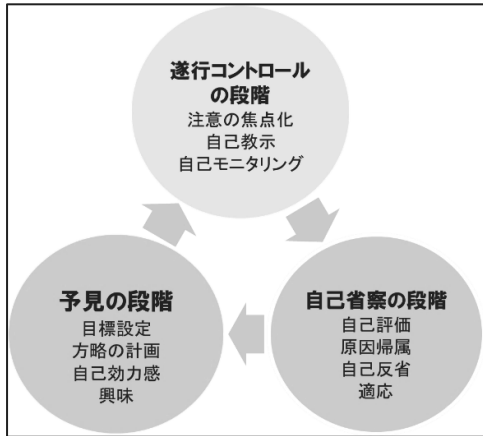 遂行コントロール
の段階
注意の焦点化
自己教示
自己モニタリング
予見の段階
目標設定
方略の計画
自己効力感
興味
自己省察の段階
自己評価
原因帰属
自己反省
適応